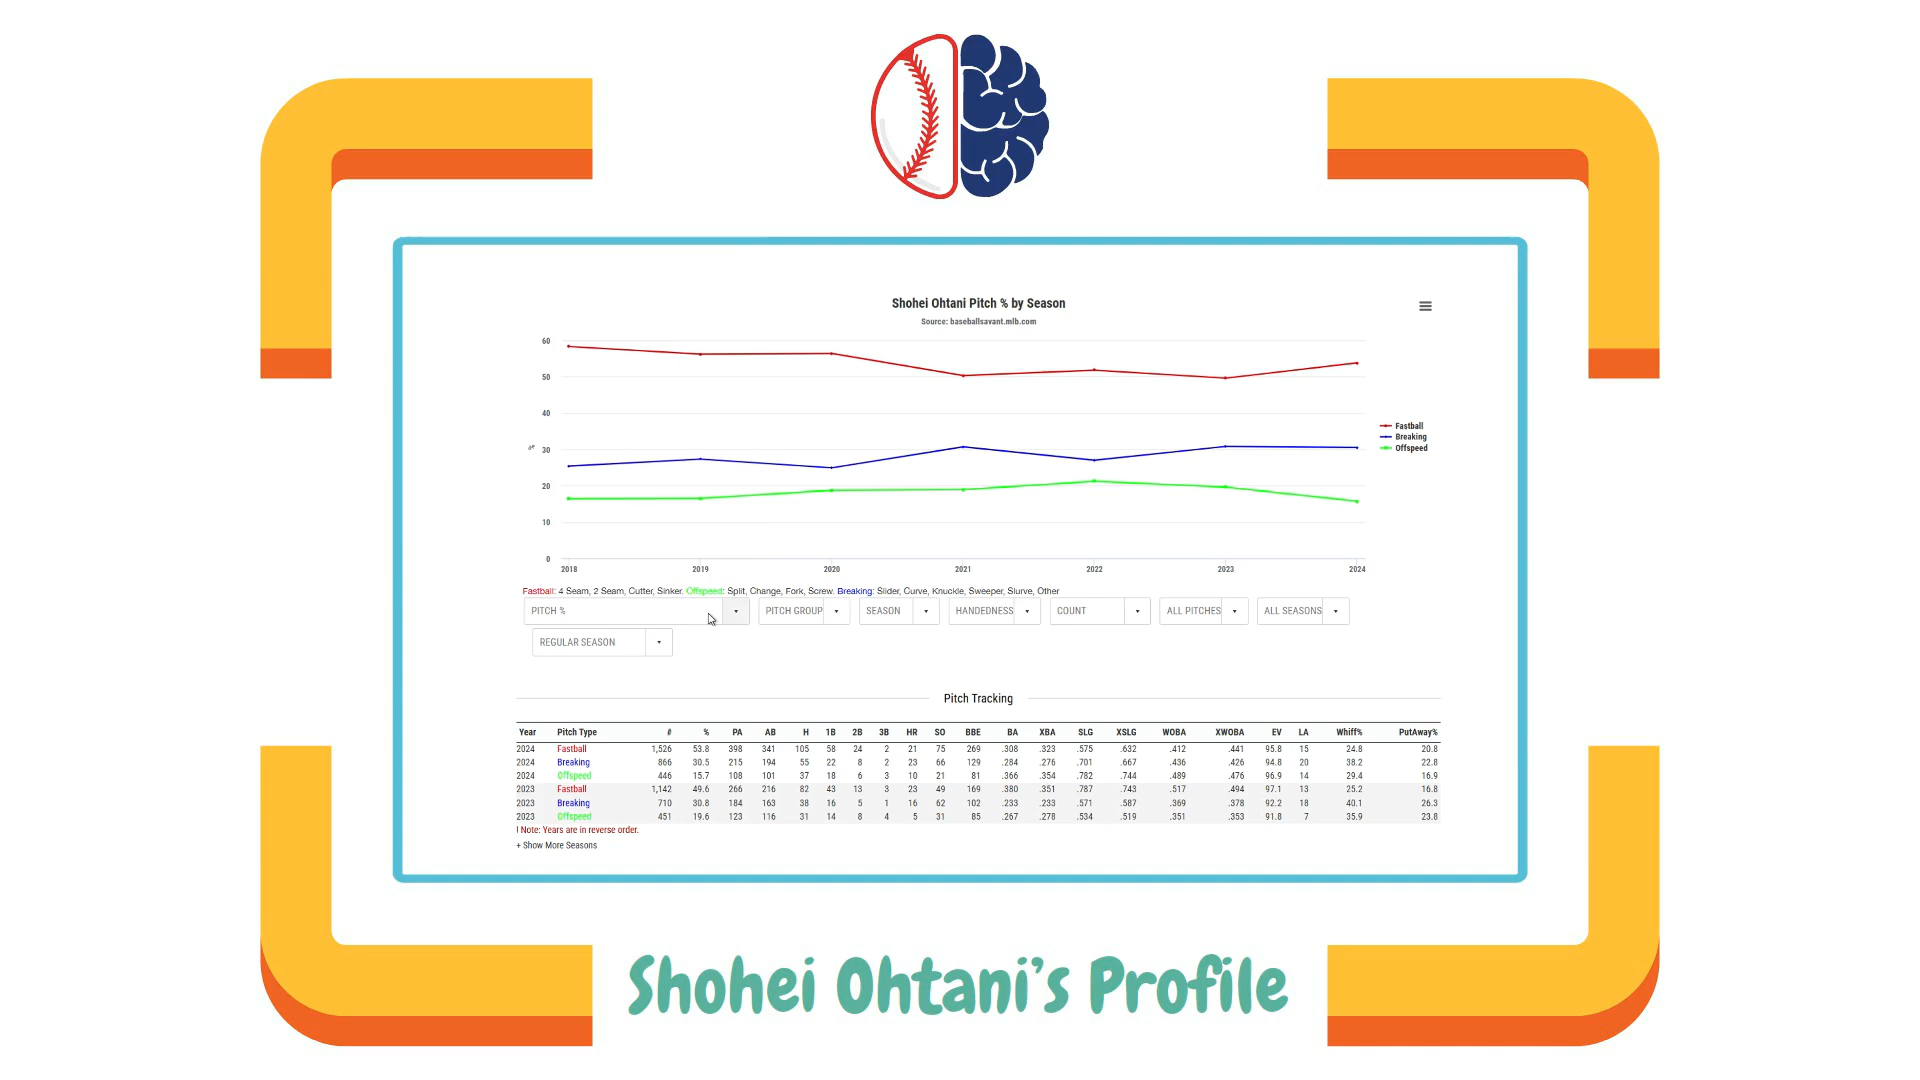 Shohei Ohtani Pitch % by Season
Source: baseballsavant.mlb.com
60
50
40
% 30
20
10
0
2018 2019 2020 2021 2022 2023 2024
Fastball
Breaking
Offspeed
Fastball: 4 Seam, 2 Seam, Cutter, Sinker. Offspeed: Split, Change, Fork, Screw. Breaking: Slider, Curve, Knuckle, Sweeper, Slurve, Other
PITCH % PITCH GROUP SEASON HANDEDNESS COUNT ALL PITCHES ALL SEASONS
REGULAR SEASON
Pitch Tracking
Year Pitch Type # % PA AB H 1B 2B 3B HR SO BBE BA XBA SLG XSLG WOBA XWOBA EV LA Whiff% PutAway%
2024 Fastball 1,526 53.8 398 341 105 58 24 2 21 75 269 .308 .323 .575 .632 .412 .441 95.8 15 24.8 20.8
2024 Breaking 866 30.5 215 194 55 22 8 2 23 66 129 .284 .276 .701 .667 .436 .426 94.8 20 38.2 22.8
2024 Offspeed 446 15.7 108 101 37 18 6 3 10 21 81 .366 .354 .782 .744 .489 .476 96.9 14 29.4 16.9
2023 Fastball 1,142 49.6 266 216 82 43 13 3 23 49 169 .380 .351 .787 .743 .517 .494 97.1 13 25.2 16.8
2023 Breaking 710 30.8 184 163 38 16 5 1 16 62 102 .233 .233 .571 .587 .369 .378 92.2 18 40.1 26.3
2023 Offspeed 451 19.6 123 116 31 14 8 4 5 31 85 .267 .278 .534 .519 .351 .353 91.8 7 35.9 23.8
! Note: Years are in reverse order.
+ Show More Seasons
Shohei Ohtani's Profile